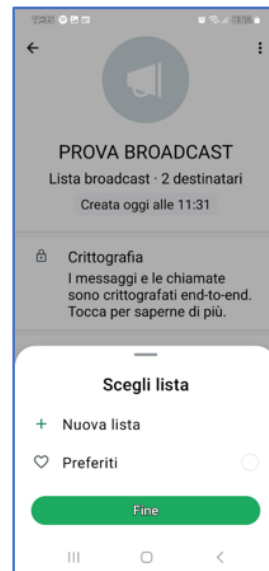 PROVA BROADCAST
Lista broadcast · 2 destinatari
Creata oggi alle 11:31
Crittografia
I messaggi e le chiamate
sono crittografati end-to-end.
Tocca per saperne di più.
Scegli lista
+ Nuova lista
Preferiti
Fine